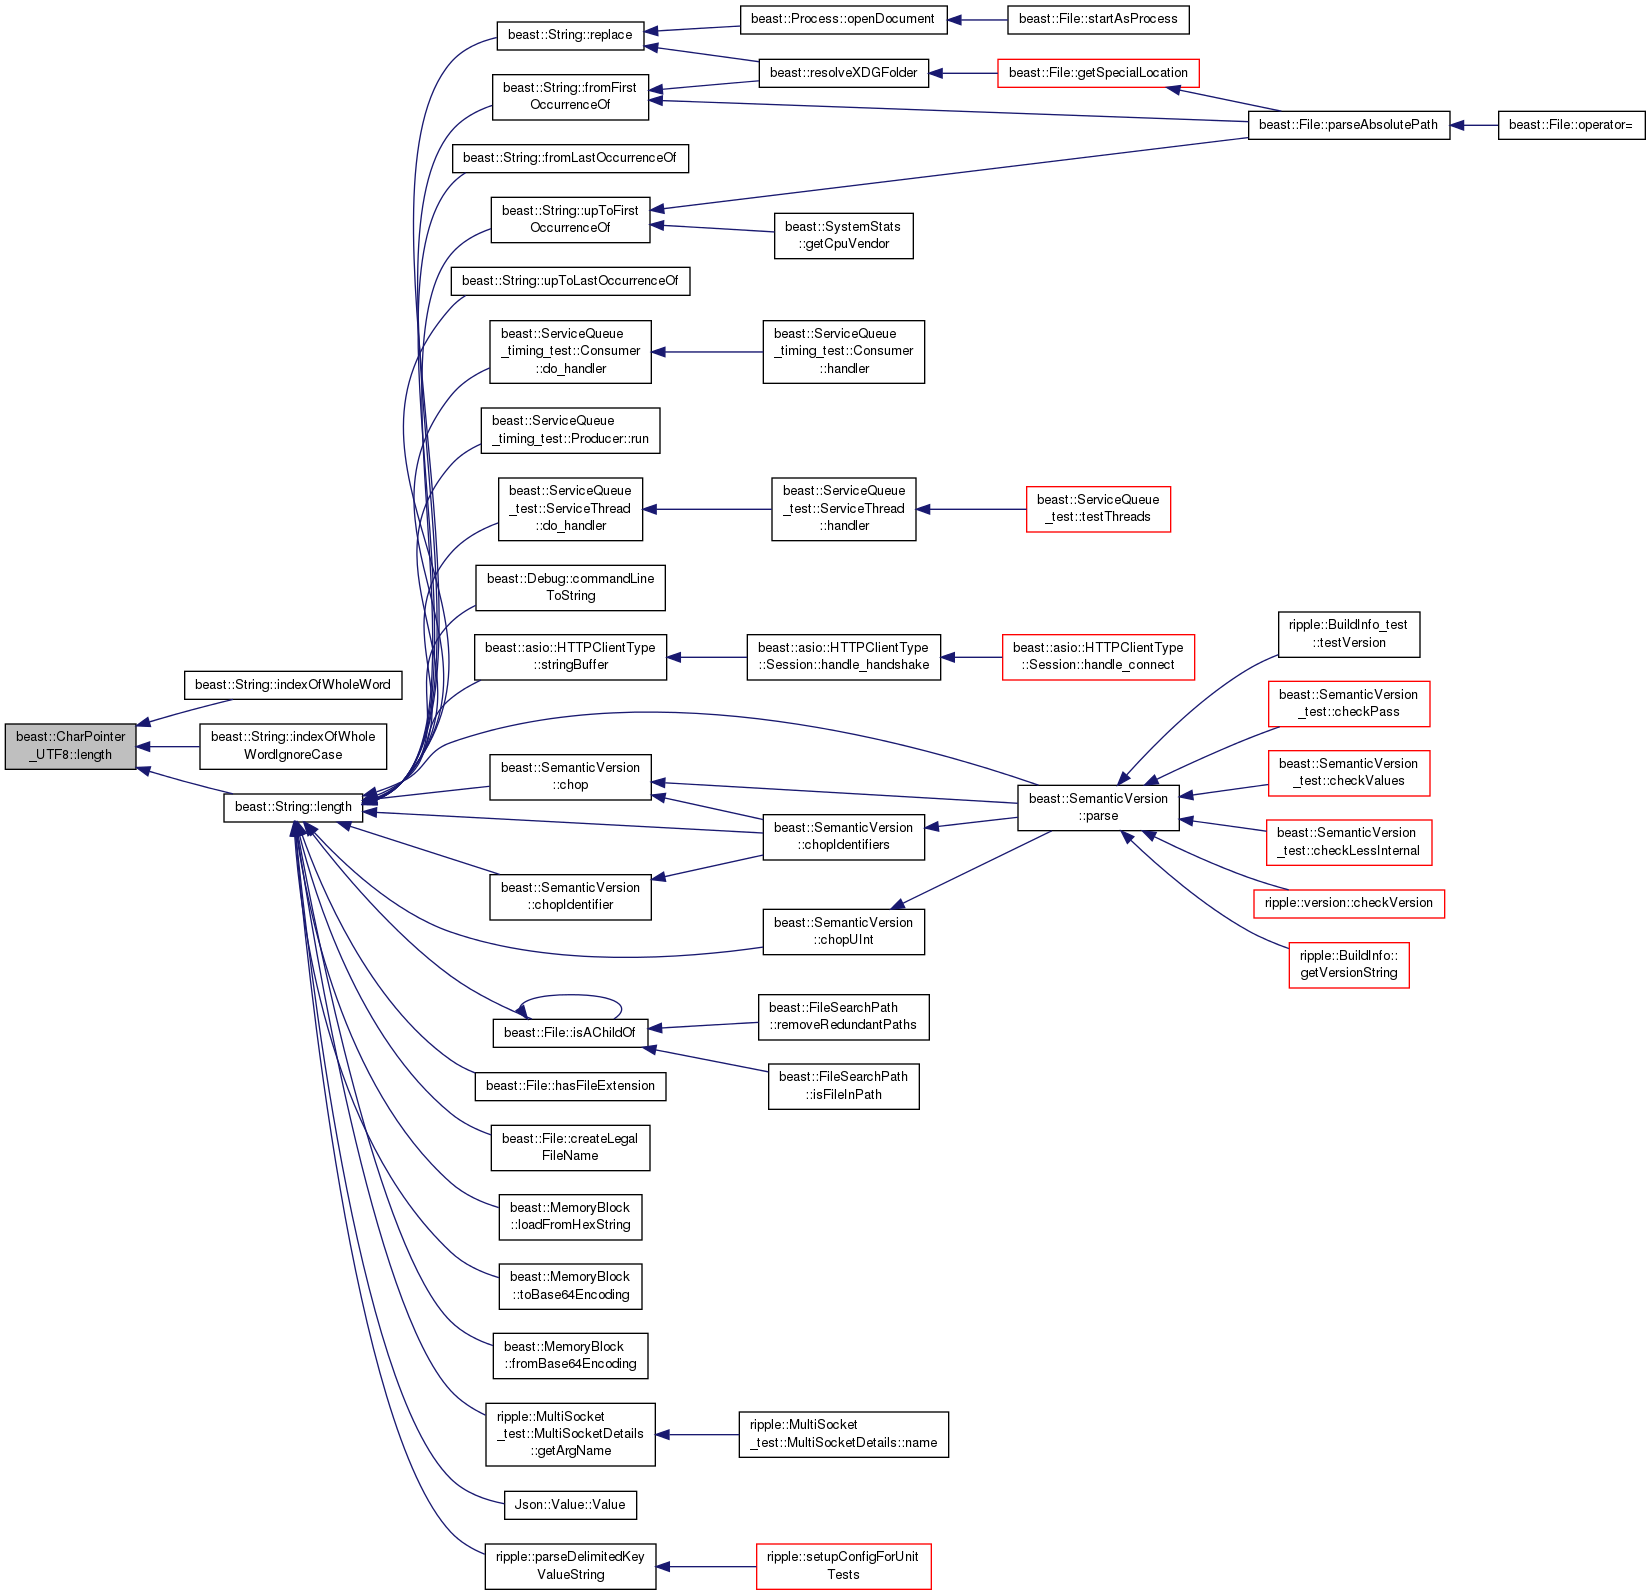 beast::CharPointer
_UTF8::length
beast::String::indexOfWholeWord
beast::String::indexOfWhole
WordIgnoreCase
beast::String::length
beast::String::replace
beast::String::fromFirst
OccurrenceOf
beast::String::fromLastOccurrenceOf
beast::String::upToFirst
OccurrenceOf
beast::String::upToLastOccurrenceOf
beast::ServiceQueue
_timing_test::Consumer
::do_handler
beast::ServiceQueue
_timing_test::Producer::run
beast::ServiceQueue
_test::ServiceThread
::do_handler
beast::Debug::commandLine
ToString
beast::asio::HTTPClientType
::stringBuffer
beast::SemanticVersion
::chop
beast::SemanticVersion
::chopIdentifier
beast::File::isAChildOf
beast::File::hasFileExtension
beast::File::createLegal
FileName
beast::MemoryBlock
::loadFromHexString
beast::MemoryBlock
::toBase64Encoding
beast::MemoryBlock
::fromBase64Encoding
ripple::MultiSocket
_test::MultiSocketDetails
::getArgName
Json::Value::Value
ripple::parseDelimitedKey
ValueString
beast::Process::openDocument
beast::resolveXDGFolder
beast::SystemStats
::getCpuVendor
beast::ServiceQueue
_timing_test::Consumer
::handler
beast::ServiceQueue
_test::ServiceThread
::handler
beast::asio::HTTPClientType
::Session::handle_handshake
beast::SemanticVersion
::chopIdentifiers
beast::SemanticVersion
::chopUInt
beast::FileSearchPath
::removeRedundantPaths
beast::FileSearchPath
::isFileInPath
ripple::MultiSocket
_test::MultiSocketDetails::name
ripple::setupConfigForUnit
Tests
beast::File::startAsProcess
beast::File::getSpecialLocation
beast::ServiceQueue
_test::testThreads
beast::asio::HTTPClientType
::Session::handle_connect
beast::SemanticVersion
::parse
beast::File::parseAbsolutePath
ripple::BuildInfo_test
::testVersion
beast::SemanticVersion
_test::checkPass
beast::SemanticVersion
_test::checkValues
beast::SemanticVersion
_test::checkLessInternal
ripple::version::checkVersion
ripple::BuildInfo::
getVersionString
beast::File::operator=